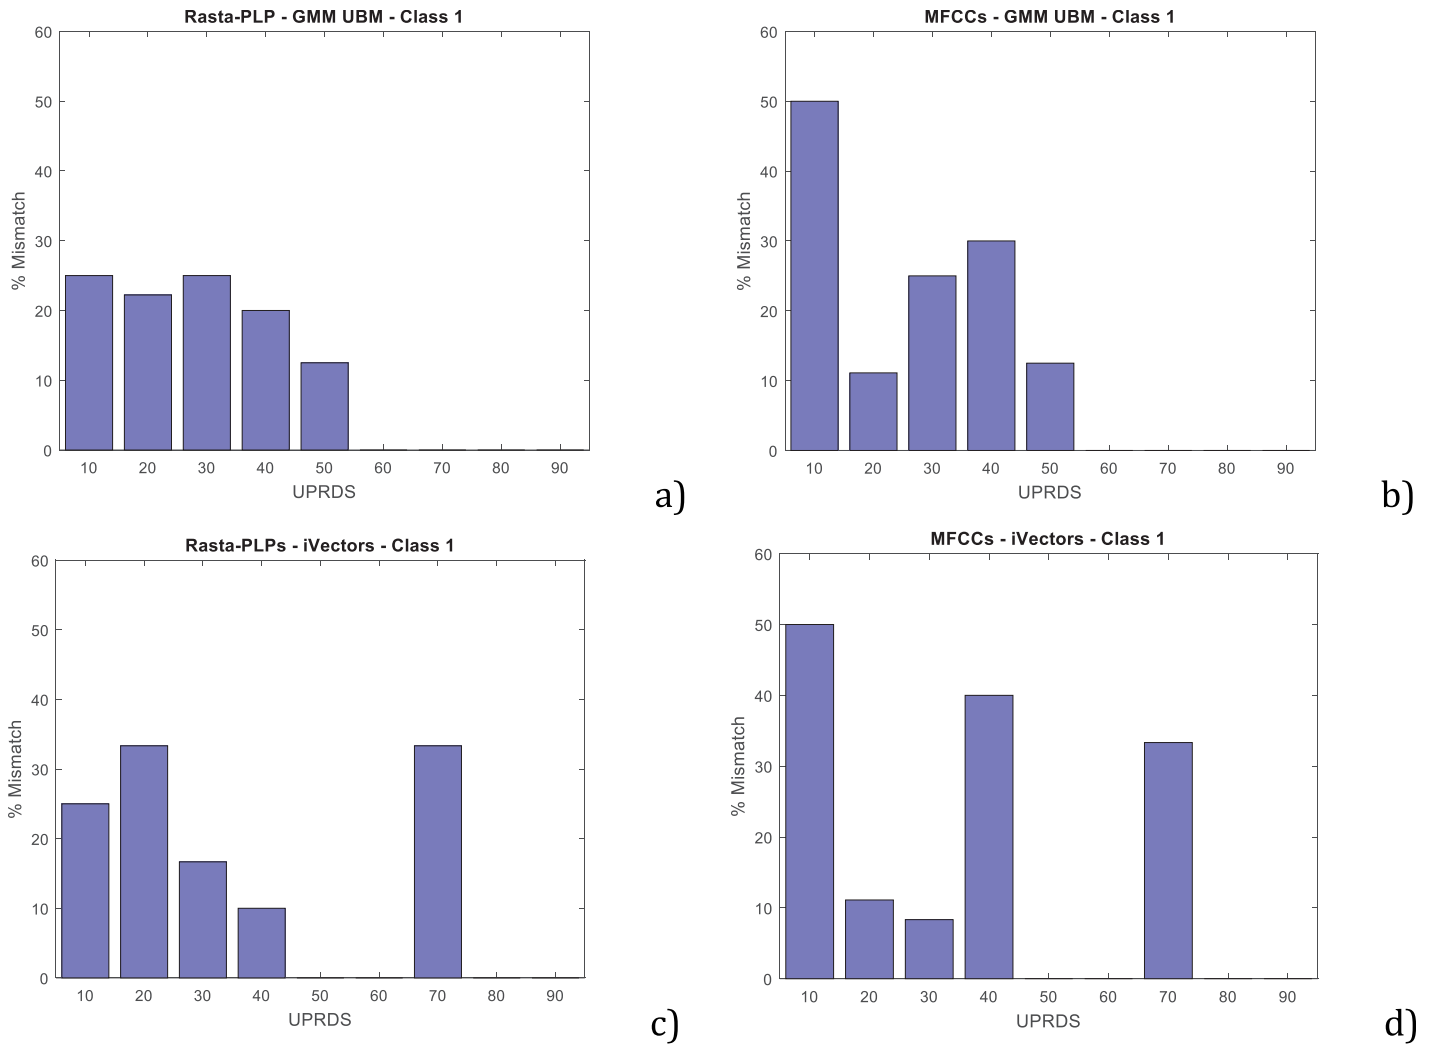 Rasta-PLP - GMM UBM - Class 1
60
50
40
30
20
10
0
% Mismatch
10 20 30 40 50 60 70 80 90
UPRDS
a)
MFCCs - GMM UBM - Class 1
60
50
40
30
20
10
0
% Mismatch
10 20 30 40 50 60 70 80 90
UPRDS
b)
Rasta-PLPs - iVectors - Class 1
60
50
40
30
20
10
0
% Mismatch
10 20 30 40 50 60 70 80 90
UPRDS
c)
MFCCs - iVectors - Class 1
60
50
40
30
20
10
0
% Mismatch
10 20 30 40 50 60 70 80 90
UPRDS
d)